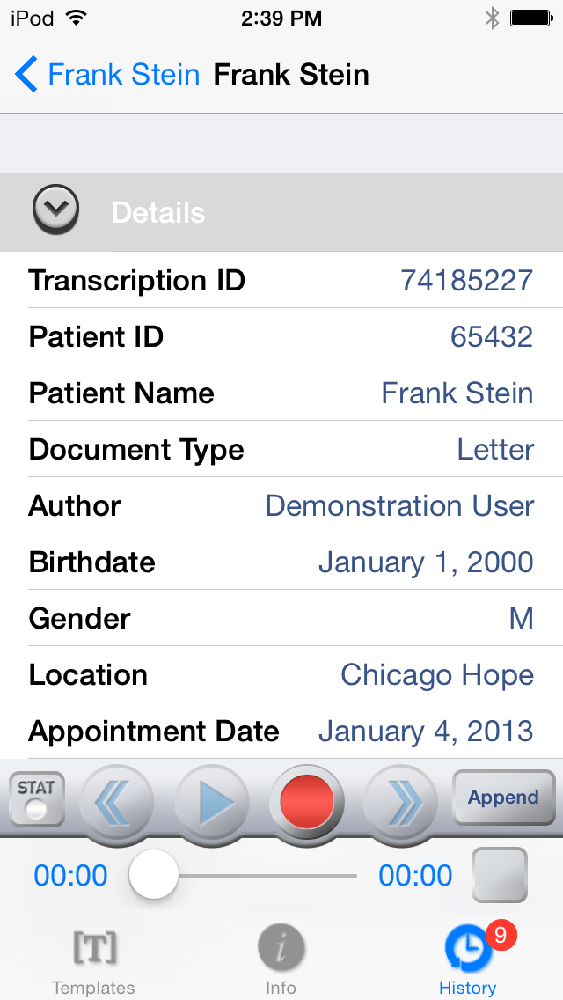 iPod 2:39 PM
Frank Stein Frank Stein
Details
Transcription ID 74185227
Patient ID 65432
Patient Name Frank Stein
Document Type Letter
Author Demonstration User
Birthdate January 1, 2000
Gender M
Location Chicago Hope
Appointment Date January 4, 2013
STAT Append
00:00 00:00
[T] i 9
Templates Info History